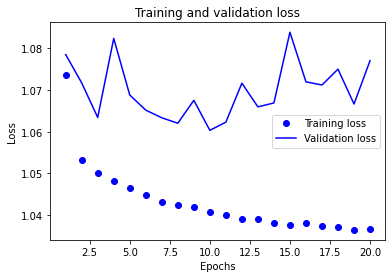 Training and validation loss
Loss
1.08
1.07
1.06
1.05
1.04
Training loss
Validation loss
2.5
5.0
7.5
10.0
12.5
15.0
17.5
20.0
Epochs